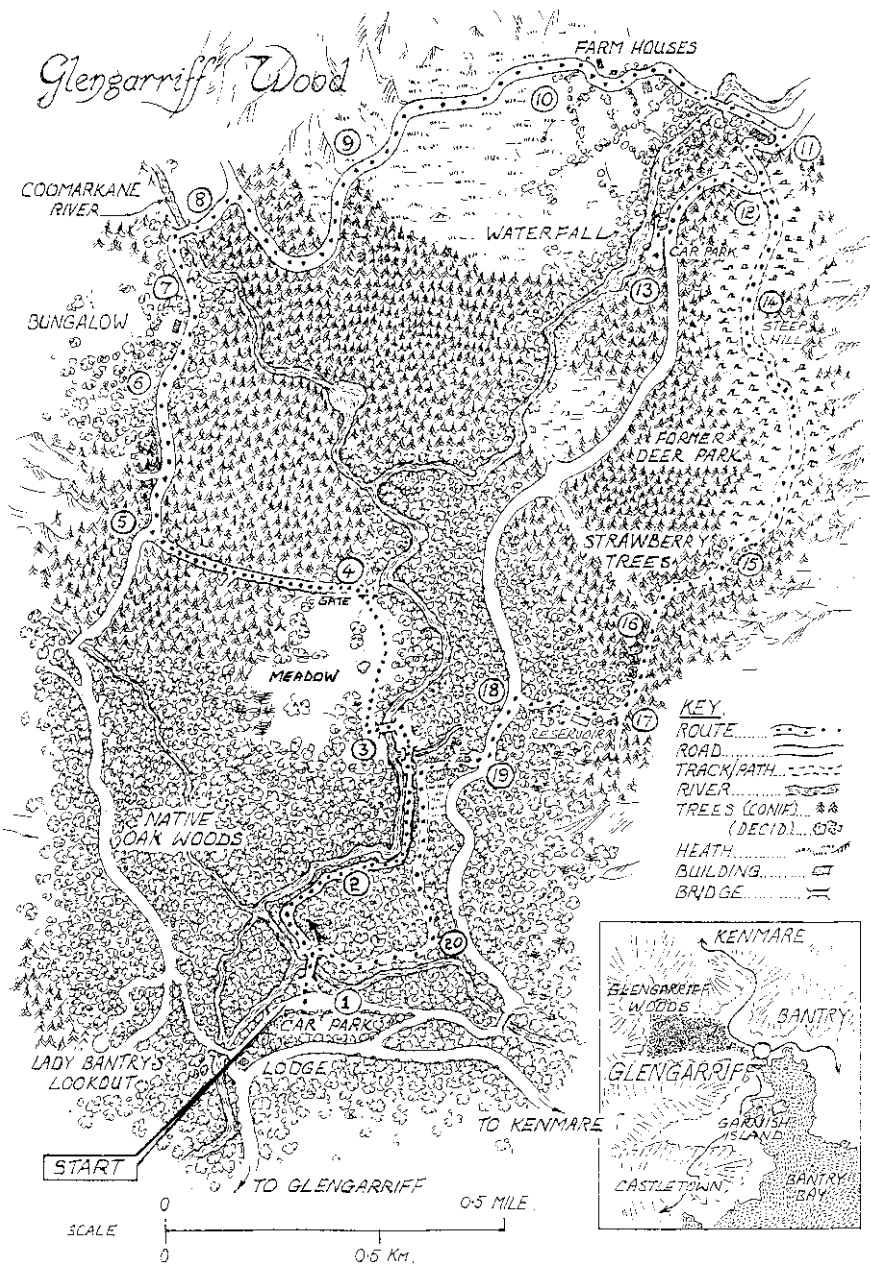 Glengarriff Wood
FARM HOUSES
10
9
11
COOMARKANE
RIVER
8
12
WATERFALL
CAR PARK
7
13
14
BUNGALOW
STEEP
HILL
6
FORMER
DEER PARK
5
STRAWBERRY
TREES
4
15
GATE
16
MEADOW
18
3
RESERVOIR
17
19
KEY
ROUTE
ROAD
TRACK/PATH
RIVER
TREES (CONIF.)
(DECID.)
HEATH
BUILDING
BRIDGE
NATIVE
OAK WOODS
2
20
1
CAR PARK
LADY BANTRY'S
LOOKOUT
LODGE
TO KENMARE
START
TO GLENGARRIFF
KENMARE
GLENGARRIFF
WOODS
BANTRY
GLENGARRIFF
GARNISH
ISLAND
CASTLETOWN
BANTRY
BAY
0 0·5 MILE.
SCALE
0 0·5 Km.